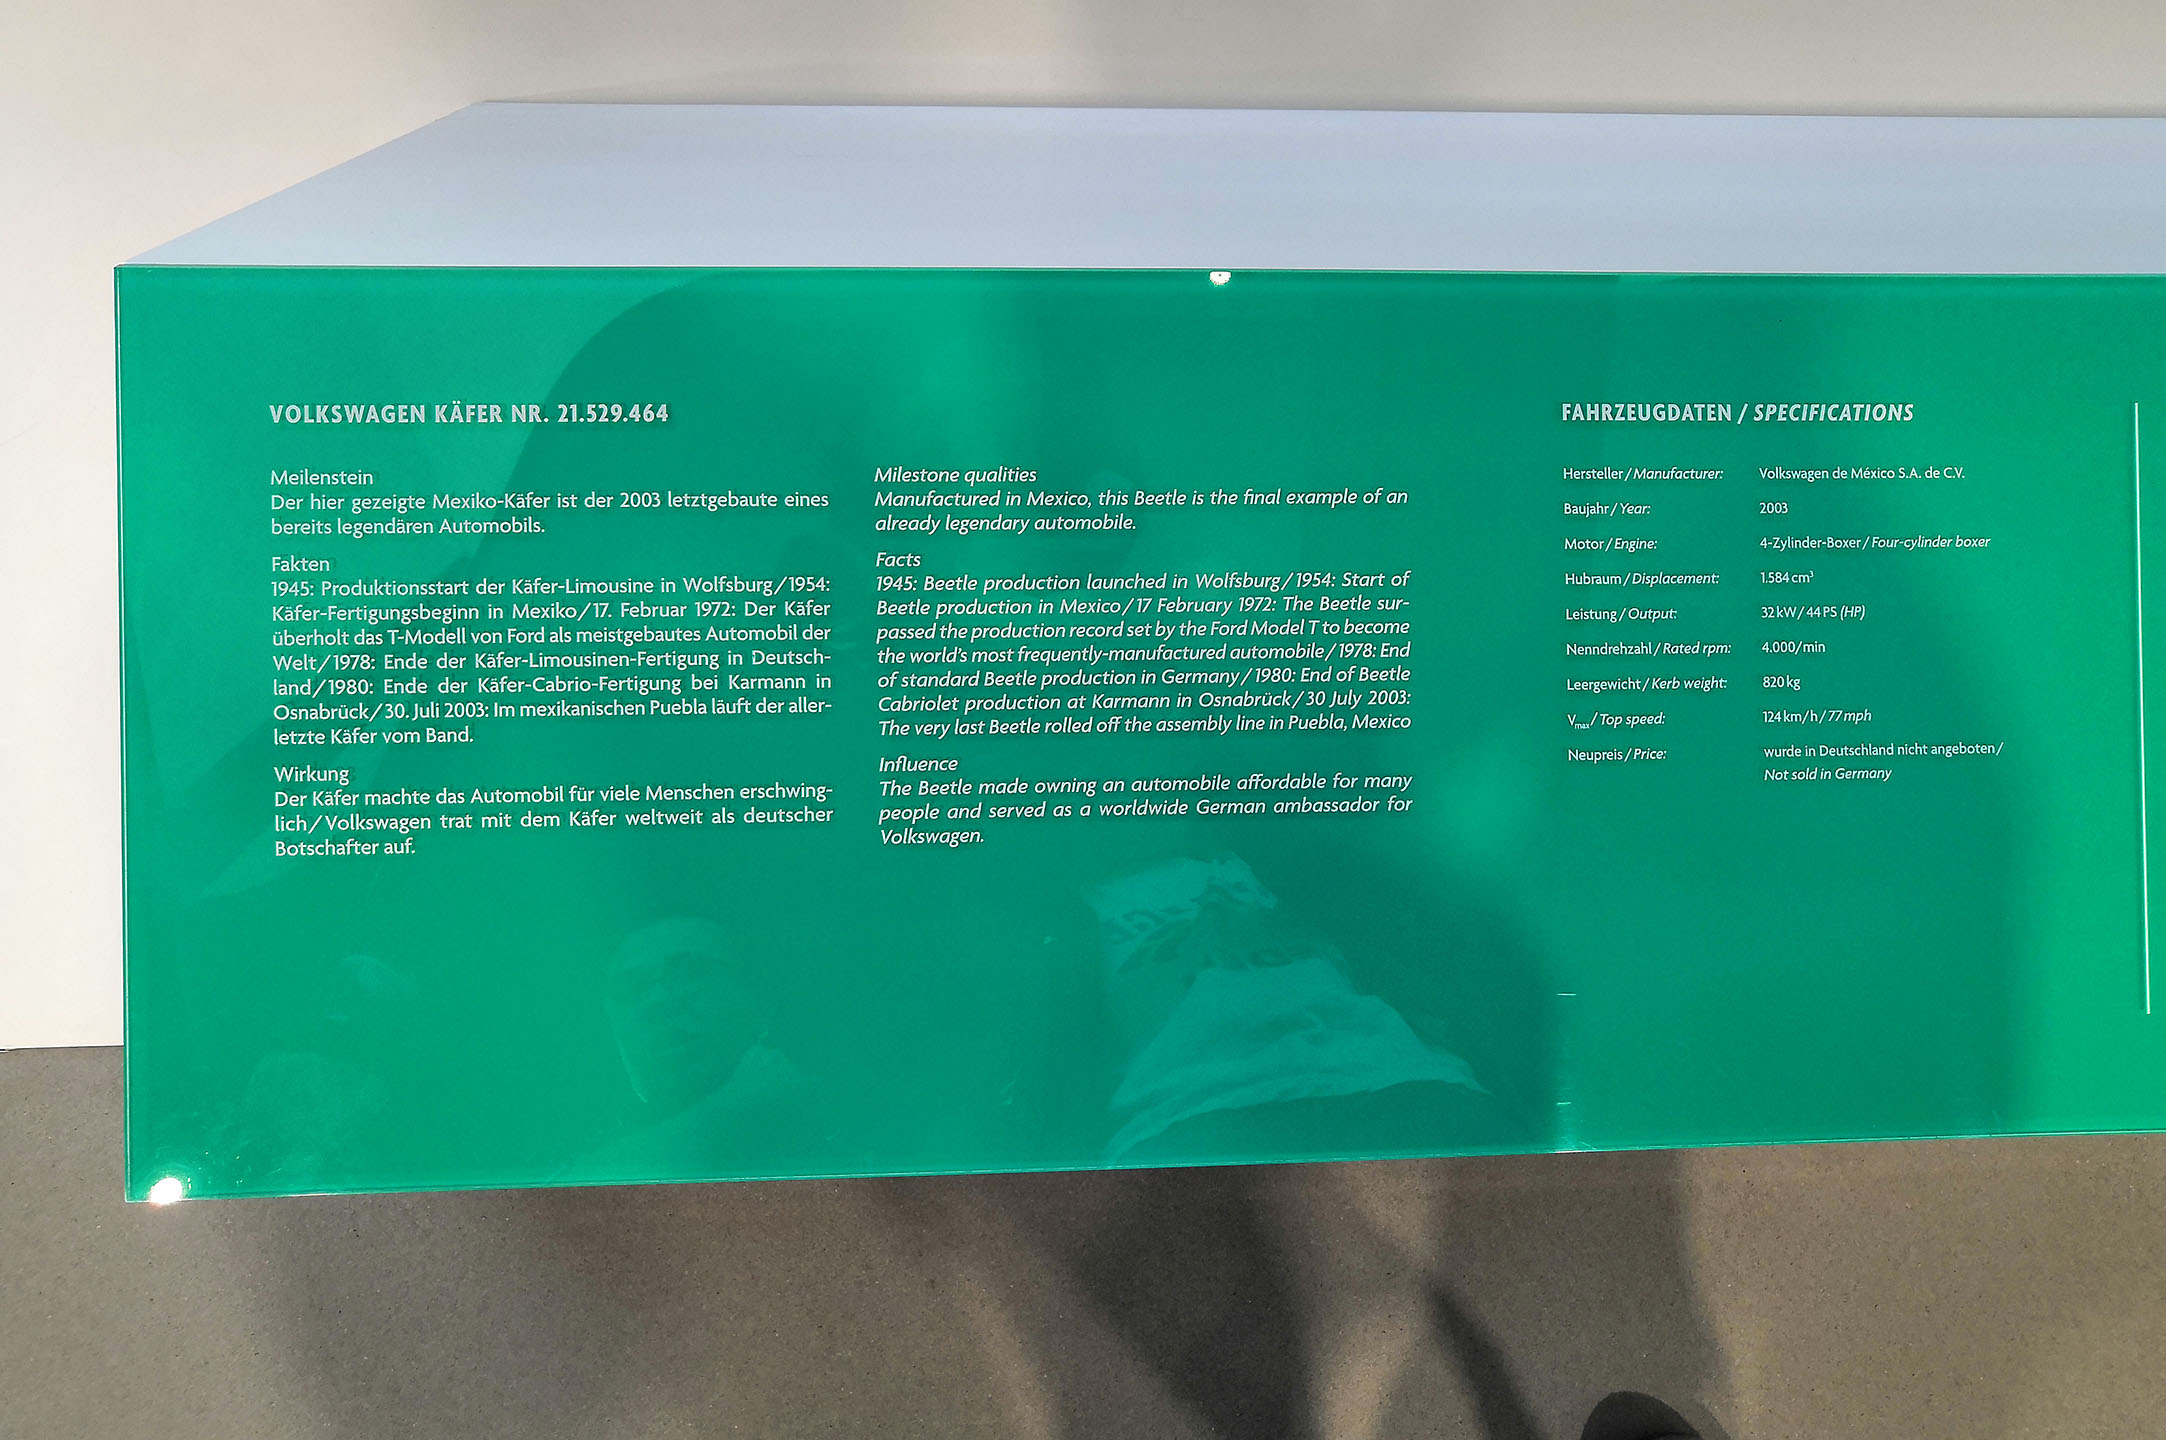 VOLKSWAGEN KÄFER NR. 21.529.464
Meilenstein
Der hier gezeigte Mexiko-Käfer ist der 2003 letztgebaute eines
bereits legendären Automobils.
Fakten
1945: Produktionsstart der Käfer-Limousine in Wolfsburg/1954:
Käfer-Fertigungsbeginn in Mexiko/17. Februar 1972: Der Käfer
überholt das T-Modell von Ford als meistgebautes Automobil der
Welt/1978: Ende der Käfer-Limousinen-Fertigung in Deutsch-
land/1980: Ende der Käfer-Cabrio-Fertigung bei Karmann in
Osnabrück/30. Juli 2003: Im mexikanischen Puebla läuft der aller-
letzte Käfer vom Band.
Wirkung
Der Käfer machte das Automobil für viele Menschen erschwing-
lich/Volkswagen trat mit dem Käfer weltweit als deutscher
Botschafter auf.
Milestone qualities
Manufactured in Mexico, this Beetle is the final example of an
already legendary automobile.
Facts
1945: Beetle production launched in Wolfsburg/1954: Start of
Beetle production in Mexico/17 February 1972: The Beetle sur-
passed the production record set by the Ford Model T to become
the world's most frequently-manufactured automobile/1978: End
of standard Beetle production in Germany/1980: End of Beetle
Cabriolet production at Karmann in Osnabrück/30 July 2003:
The very last Beetle rolled off the assembly line in Puebla, Mexico
Influence
The Beetle made owning an automobile affordable for many
people and served as a worldwide German ambassador for
Volkswagen.
FAHRZEUGDATEN / SPECIFICATIONS
Hersteller/Manufacturer: Volkswagen de México S.A. de C.V.
Baujahr/Year: 2003
Motor/Engine: 4-Zylinder-Boxer/Four-cylinder boxer
Hubraum/Displacement: 1.584 cm³
Leistung/Output: 32 kW/44 PS (HP)
Nenndrehzahl/Rated rpm: 4.000/min
Leergewicht/Kerb weight: 820 kg
Vmax/Top speed: 124 km/h/77 mph
Neupreis/Price: wurde in Deutschland nicht angeboten/
Not sold in Germany